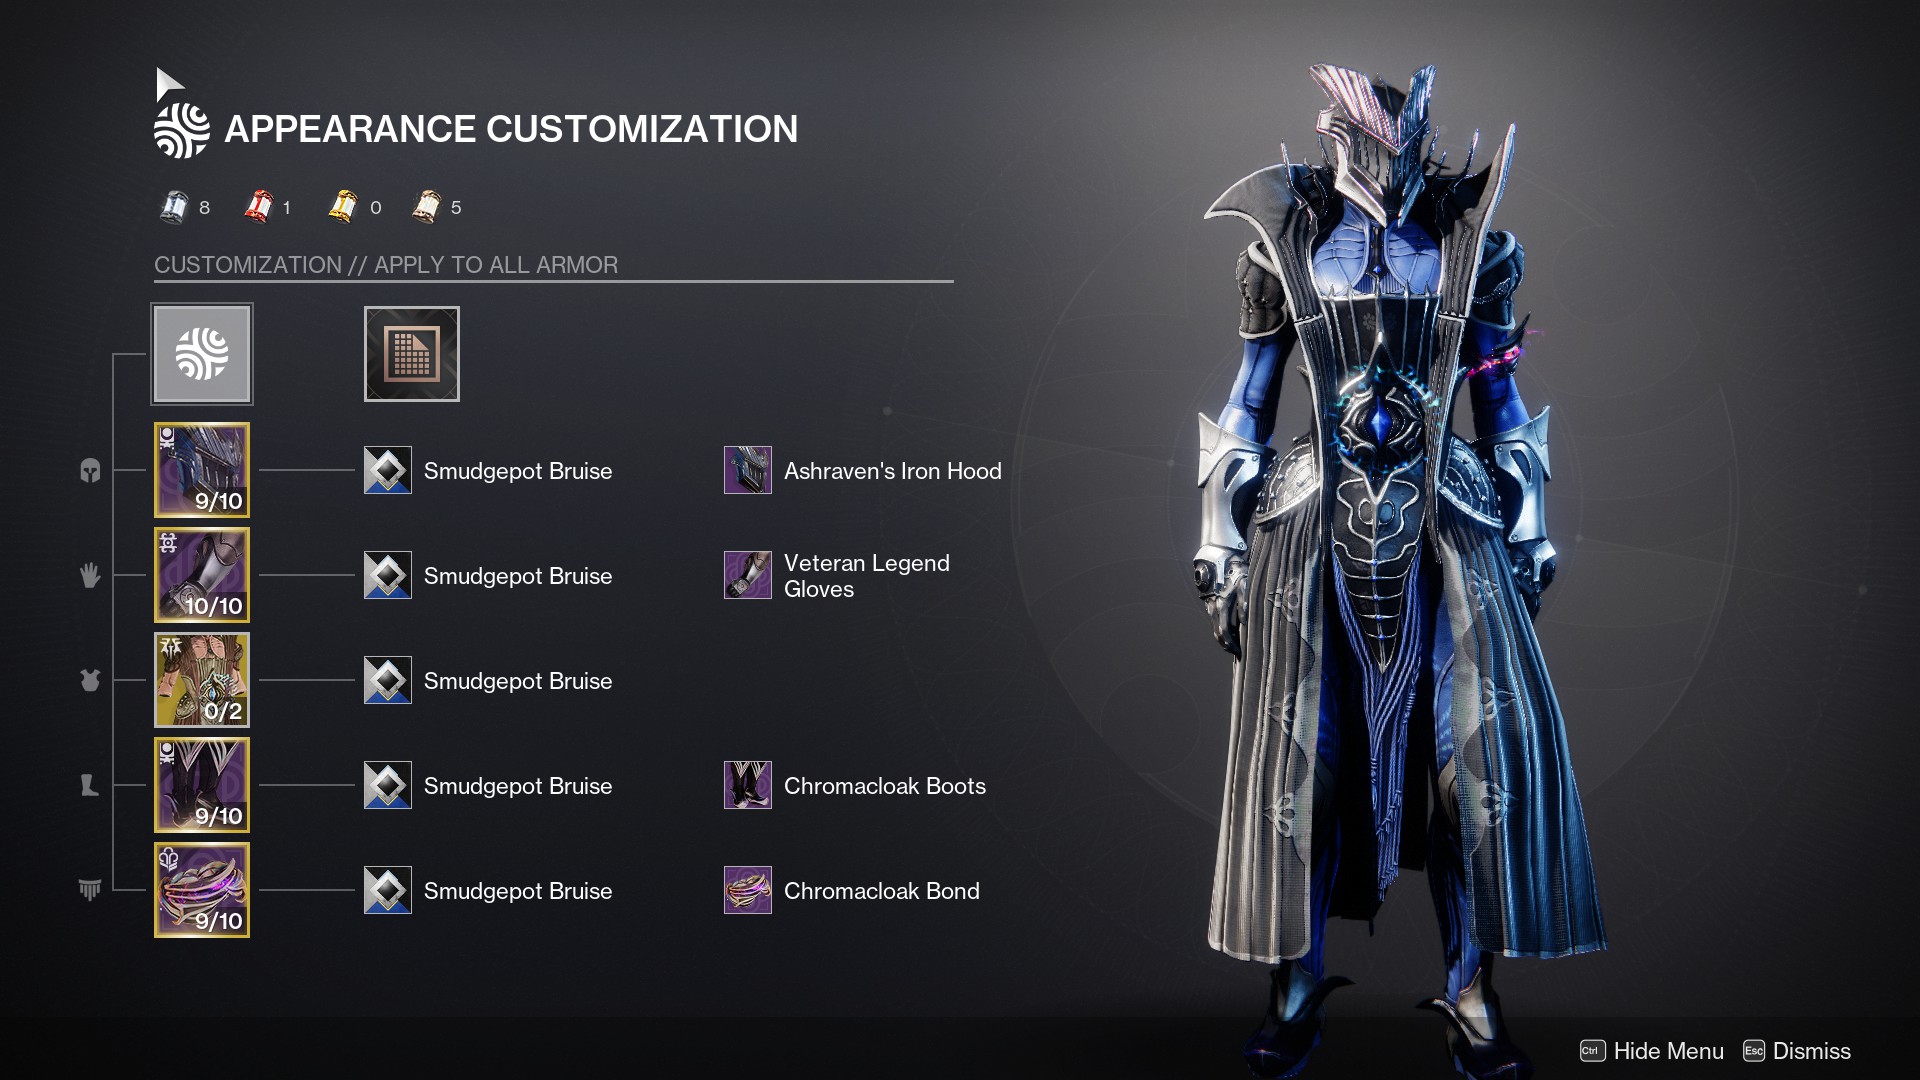 APPEARANCE CUSTOMIZATION
8 1 0 5
CUSTOMIZATION // APPLY TO ALL ARMOR
9/10 Smudgepot Bruise Ashraven's Iron Hood
10/10 Smudgepot Bruise Veteran Legend
Gloves
0/2 Smudgepot Bruise
9/10 Smudgepot Bruise Chromacloak Boots
9/10 Smudgepot Bruise Chromacloak Bond
Ctrl Hide Menu Esc Dismiss